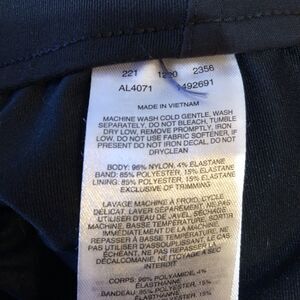 221 1220 2356
AL4071 492691
MADE IN VIETNAM
MACHINE WASH COLD GENTLE, WASH
SEPARATELY, DO NOT BLEACH, TUMBLE
DRY LOW, REMOVE PROMPTLY, IRON
LOW, DO NOT USE FABRIC SOFTENER, IF
PRESENT DO NOT IRON DECAL, DO NOT
DRYCLEAN
BODY: 96% NYLON, 4% ELASTANE
BAND: 85% POLYESTER, 15% ELASTANE
LINING: 85% POLYESTER, 15% ELASTANE
EXCLUSIVE OF TRIMMING
LAVAGE MACHINE À FROID, CYCLE
DÉLICAT, LAVER SÉPARÉMENT, NE PAS
UTILISER D'EAU DE JAVEL, SÉCHAGE
MACHINE, BASSE TEMPÉRATURE, SORTIR
IMMÉDIATEMENT DE LA MACHINE,
REPASSER À BASSE TEMPÉRATURE, NE
PAS UTILISER D'ASSOUPLISSANT, LE CAS
ÉCHÉANT, NE PAS REPASSER LA
DÉCALCOMANIE, NE PAS NETTOYER
À SEC
CORPS: 96% POLYAMIDE, 4%
ÉLASTHANNE
BANDEAU: 85% POLYESTER, 15%